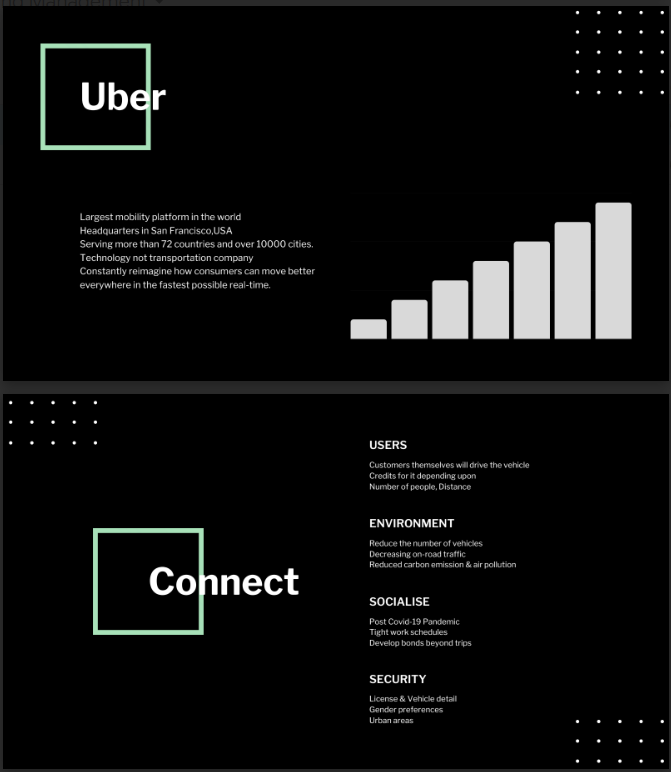 Uber
Largest mobility platform in the world
Headquarters in San Francisco,USA
Serving more than 72 countries and over 10000 cities.
Technology not transportation company
Constantly reimagine how consumers can move better
everywhere in the fastest possible real-time.
Connect
USERS
Customers themselves will drive the vehicle
Credits for it depending upon
Number of people, Distance
ENVIRONMENT
Reduce the number of vehicles
Decreasing on-road traffic
Reduced carbon emission & air pollution
SOCIALISE
Post Covid-19 Pandemic
Tight work schedules
Develop bonds beyond trips
SECURITY
License & Vehicle detail
Gender preferences
Urban areas